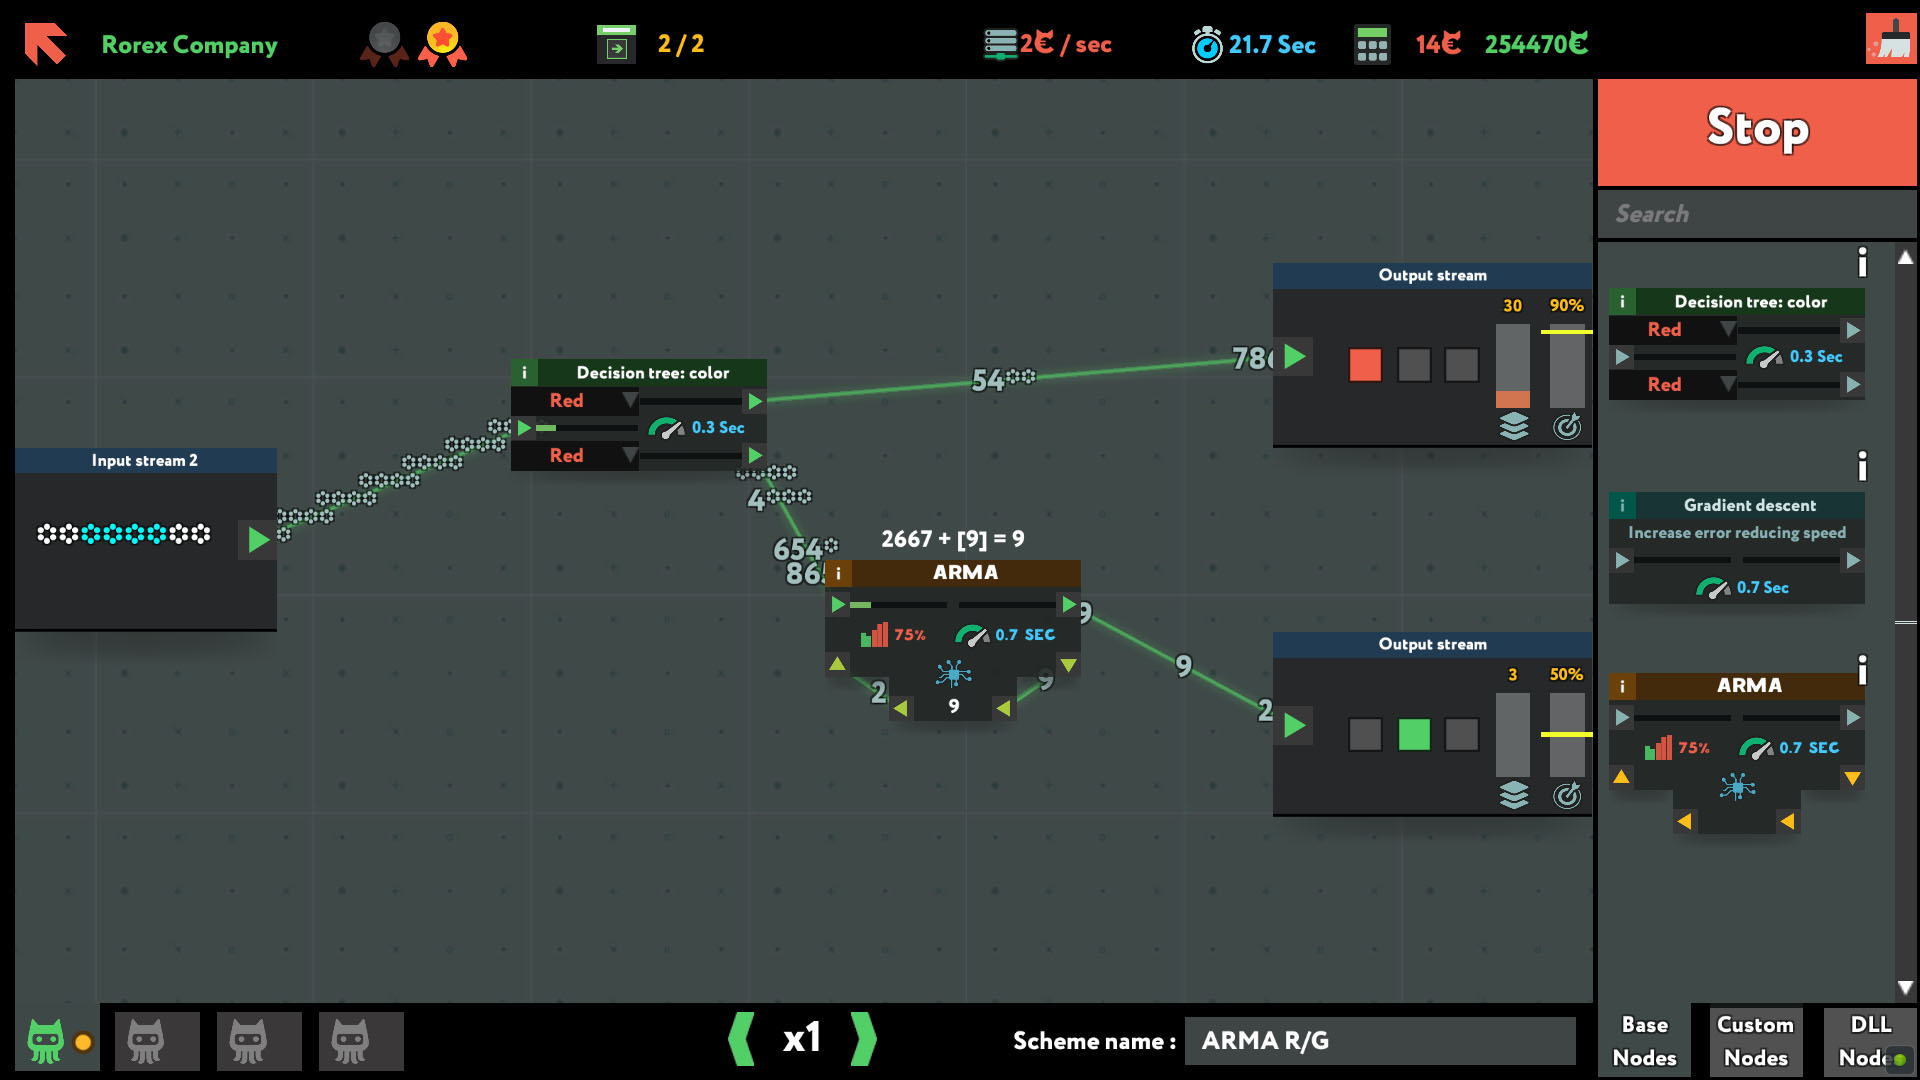 Rorex Company
2 / 2
2€ / sec
21.7 Sec
14€
254470€
Stop
Search
i
i Decision tree: color
Red
0.3 Sec
Red
i
i Gradient descent
Increase error reducing speed
0.7 Sec
i
i ARMA
75%
0.7 SEC
Input stream 2
i Decision tree: color
Red
0.3 Sec
Red
54
786
4
654
2667 + [9] = 9
i ARMA
75%
0.7 SEC
9
9
9
9
2
2
Output stream
30
90%
Output stream
3
50%
x1
Scheme name :
ARMA R/G
Base
Nodes
Custom
Nodes
DLL